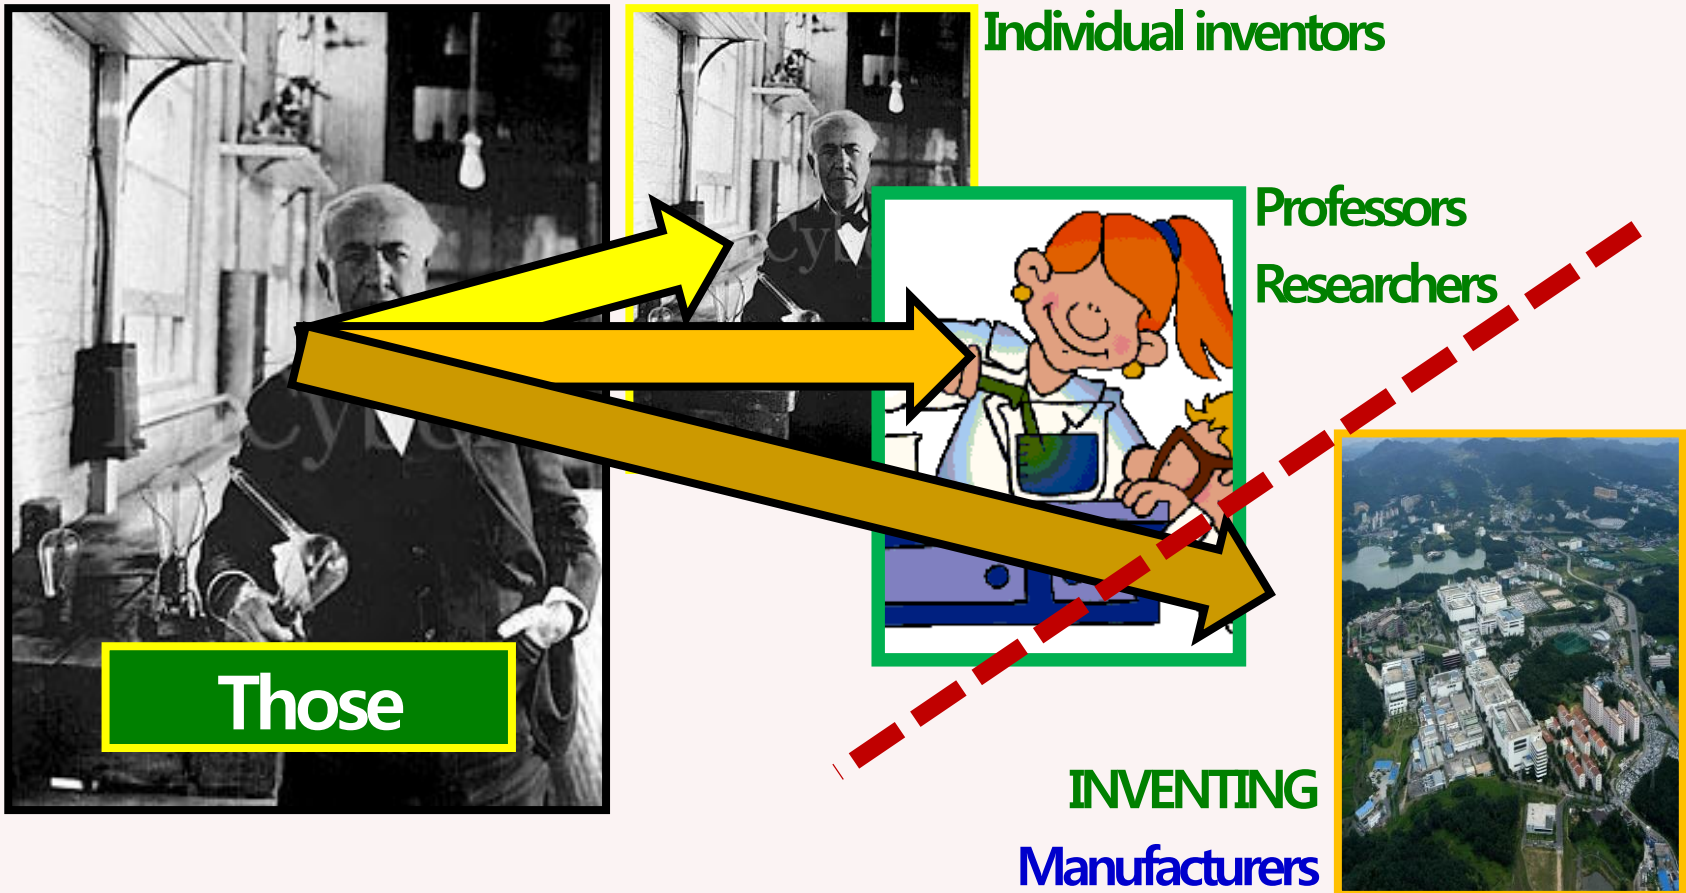 Individual inventors
Professors
Researchers
Those
INVENTING
Manufacturers